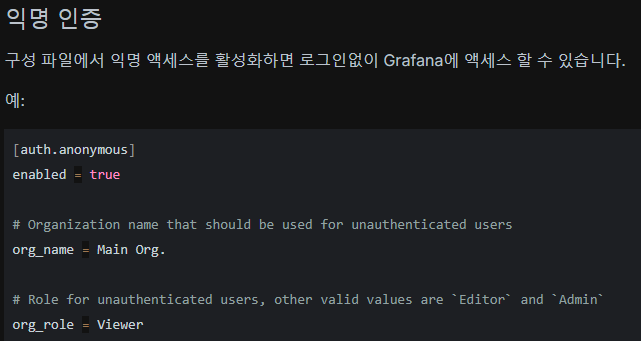 익명 인증
구성 파일에서 익명 액세스를 활성화하면 로그인없이 Grafana에 액세스 할 수 있습니다.
예:
[auth.anonymous]
enabled = true
# Organization name that should be used for unauthenticated users
org_name = Main Org.
# Role for unauthenticated users, other valid values are `Editor` and `Admin`
org_role = Viewer